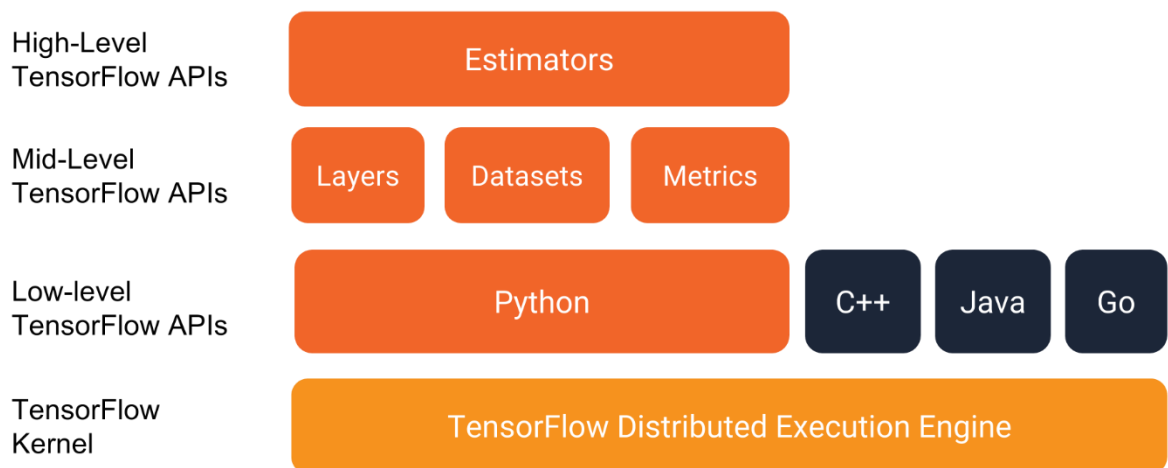 High-Level
TensorFlow APIs
Estimators
Mid-Level
TensorFlow APIs
Layers
Datasets
Metrics
Low-level
TensorFlow APIs
Python
C++
Java
Go
TensorFlow
Kernel
TensorFlow Distributed Execution Engine